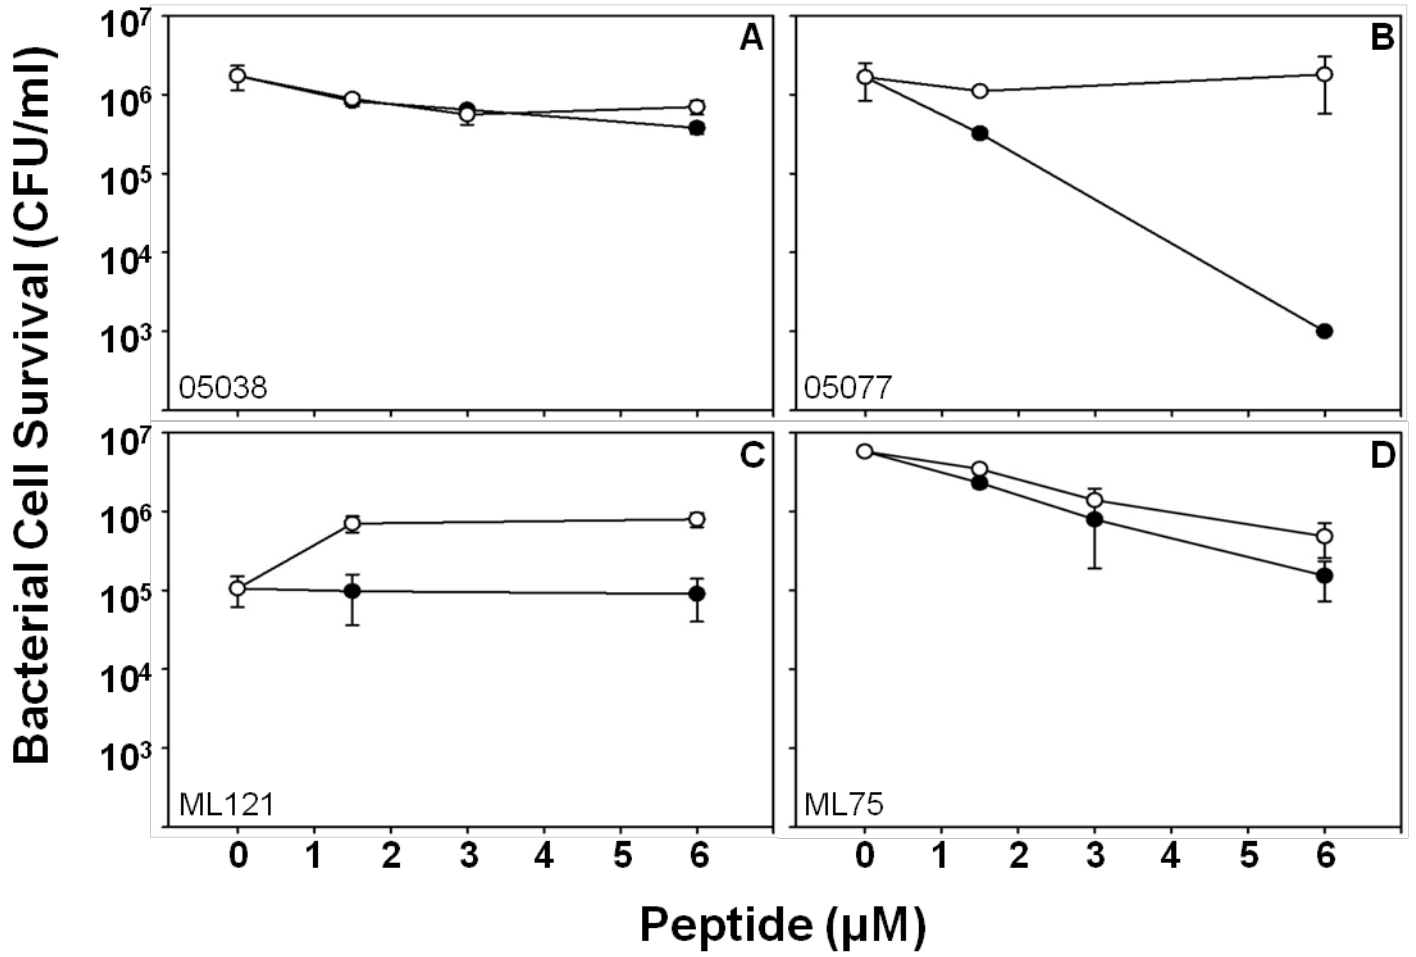 Bacterial Cell Survival (CFU/ml)
10⁷
10⁶
10⁵
10⁴
10³
A
05038
B
05077
10⁷
10⁶
10⁵
10⁴
10³
C
ML121
D
ML75
0 1 2 3 4 5 6
0 1 2 3 4 5 6
Peptide (µM)